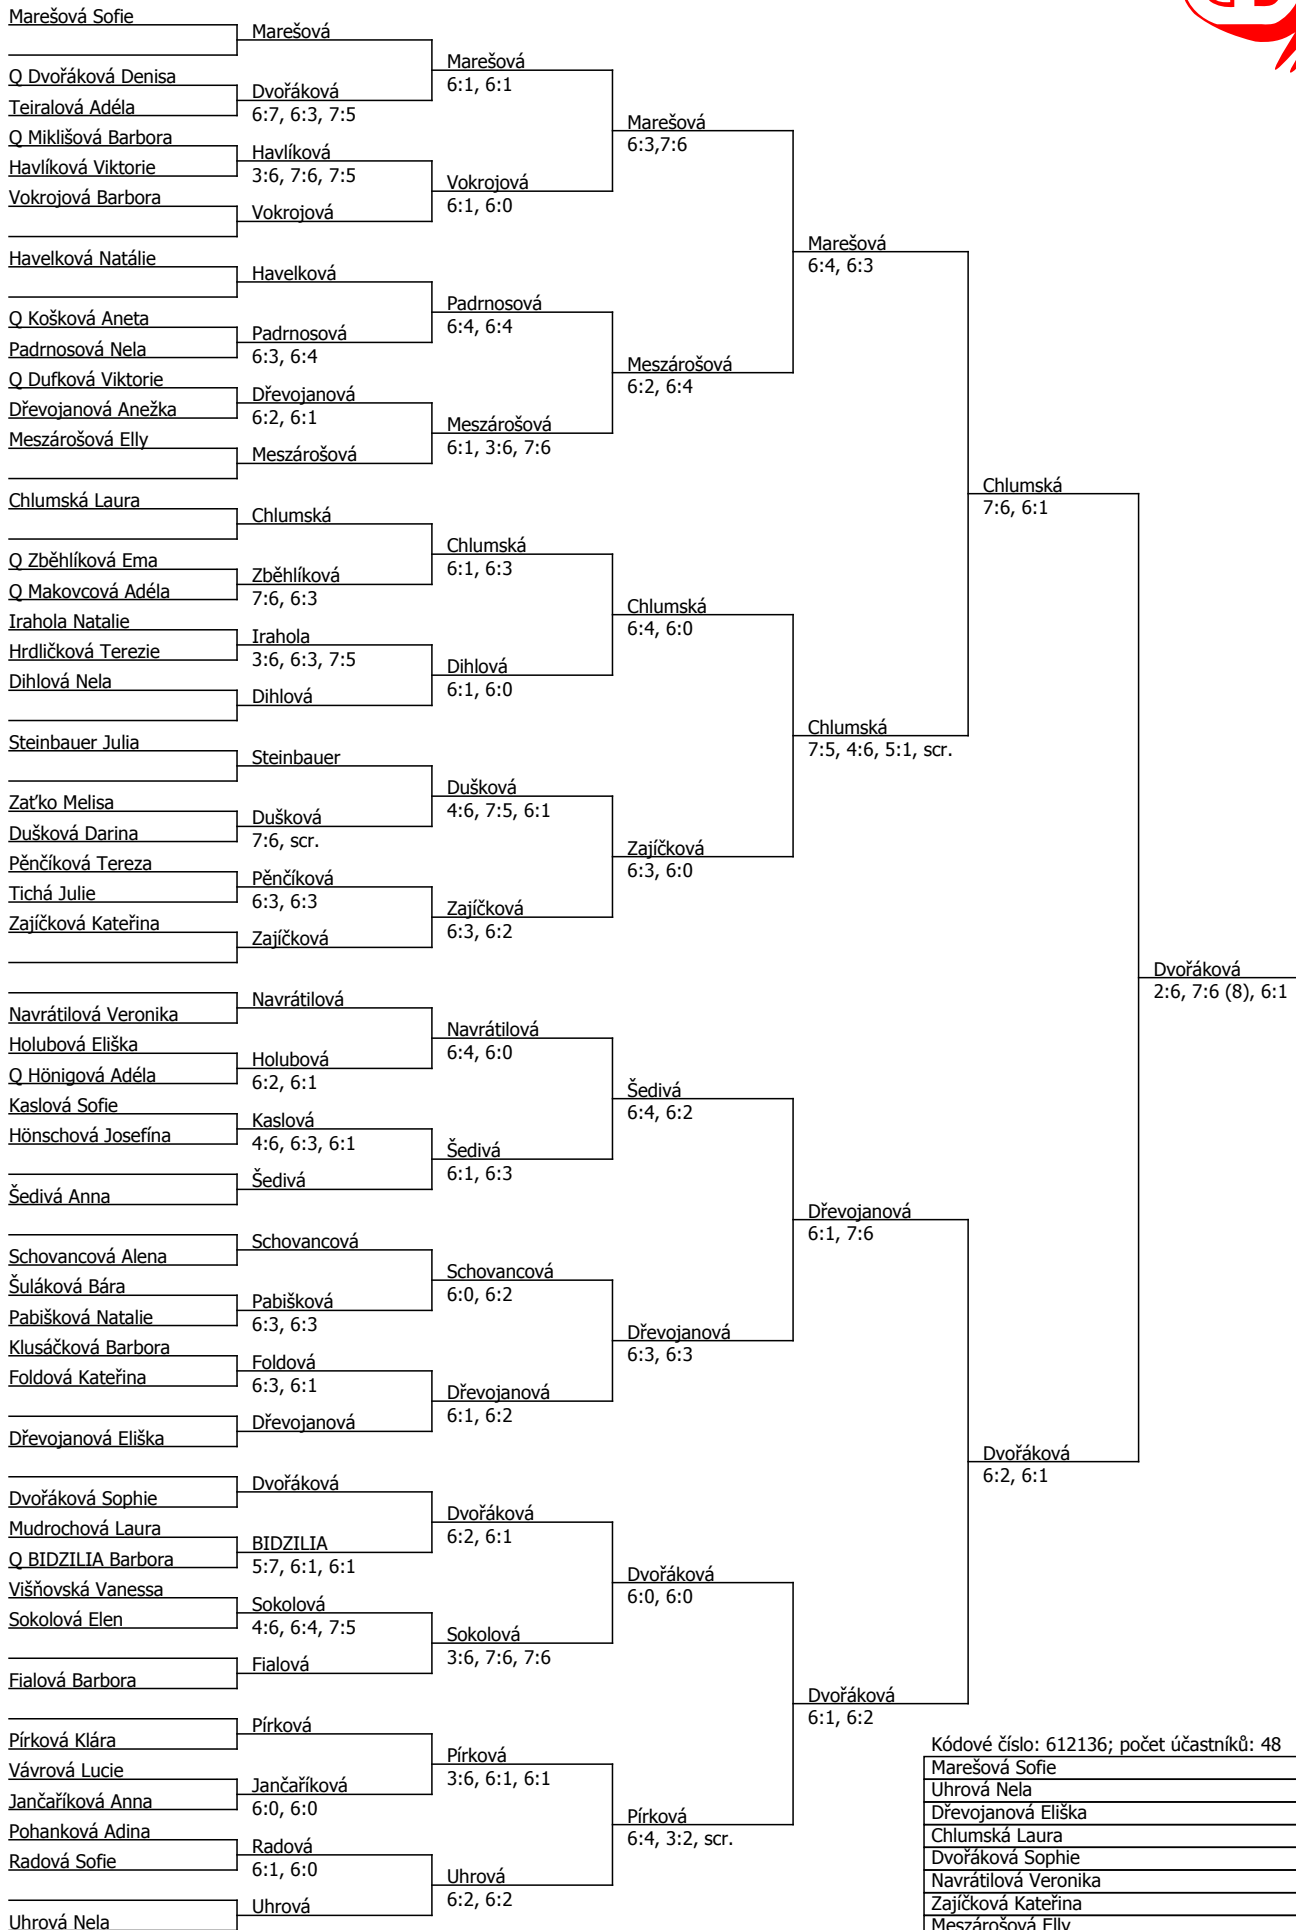 Marešová Sofie
Q Dvořáková Denisa
Teiralová Adéla
Q Miklišová Barbora
Havlíková Viktorie
Vokrojová Barbora
Havelková Natálie
Q Košková Aneta
Padrnosová Nela
Q Dufková Viktorie
Dřevojanová Anežka
Meszárošová Elly
Chlumská Laura
Q Zběhlíková Ema
Q Makovcová Adéla
Irahola Natalie
Hrdličková Terezie
Dihlová Nela
Steinbauer Julia
Zaťko Melisa
Dušková Darina
Pěnčíková Tereza
Tichá Julie
Zajíčková Kateřina
Navrátilová Veronika
Holubová Eliška
Q Hönigová Adéla
Kaslová Sofie
Hönschová Josefína
Šedivá Anna
Schovancová Alena
Šuláková Bára
Pabišková Natalie
Klusáčková Barbora
Foldová Kateřina
Dřevojanová Eliška
Dvořáková Sophie
Mudrochová Laura
Q BIDZILIA Barbora
Višňovská Vanessa
Sokolová Elen
Fialová Barbora
Pírková Klára
Vávrová Lucie
Jančaříková Anna
Pohanková Adina
Radová Sofie
Uhrová Nela
Marešová
Dvořáková
6:7, 6:3, 7:5
Havlíková
3:6, 7:6, 7:5
Vokrojová
Havelková
Padrnosová
6:3, 6:4
Dřevojanová
6:2, 6:1
Meszárošová
Chlumská
Zběhlíková
7:6, 6:3
Irahola
3:6, 6:3, 7:5
Dihlová
Steinbauer
Dušková
7:6, scr.
Pěnčíková
6:3, 6:3
Zajíčková
Navrátilová
Holubová
6:2, 6:1
Kaslová
4:6, 6:3, 6:1
Šedivá
Schovancová
Pabišková
6:3, 6:3
Foldová
6:3, 6:1
Dřevojanová
Dvořáková
BIDZILIA
5:7, 6:1, 6:1
Sokolová
4:6, 6:4, 7:5
Fialová
Pírková
Jančaříková
6:0, 6:0
Radová
6:1, 6:0
Uhrová
Marešová
6:1, 6:1
Vokrojová
6:1, 6:0
Padrnosová
6:4, 6:4
Meszárošová
6:1, 3:6, 7:6
Chlumská
6:1, 6:3
Dihlová
6:1, 6:0
Dušková
4:6, 7:5, 6:1
Zajíčková
6:3, 6:2
Navrátilová
6:4, 6:0
Šedivá
6:1, 6:3
Schovancová
6:0, 6:2
Dřevojanová
6:1, 6:2
Dvořáková
6:2, 6:1
Sokolová
3:6, 7:6, 7:6
Pírková
3:6, 6:1, 6:1
Uhrová
6:2, 6:2
Marešová
6:3,7:6
Meszárošová
6:2, 6:4
Chlumská
6:4, 6:0
Zajíčková
6:3, 6:0
Šedivá
6:4, 6:2
Dřevojanová
6:3, 6:3
Dvořáková
6:0, 6:0
Pírková
6:4, 3:2, scr.
Marešová
6:4, 6:3
Chlumská
7:5, 4:6, 5:1, scr.
Dřevojanová
6:1, 7:6
Dvořáková
6:1, 6:2
Chlumská
7:6, 6:1
Dvořáková
6:2, 6:1
Dvořáková
2:6, 7:6 (8), 6:1
Kódové číslo: 612136; počet účastníků: 48
Marešová Sofie
Uhrová Nela
Dřevojanová Eliška
Chlumská Laura
Dvořáková Sophie
Navrátilová Veronika
Zajíčková Kateřina
Meszárošová Elly